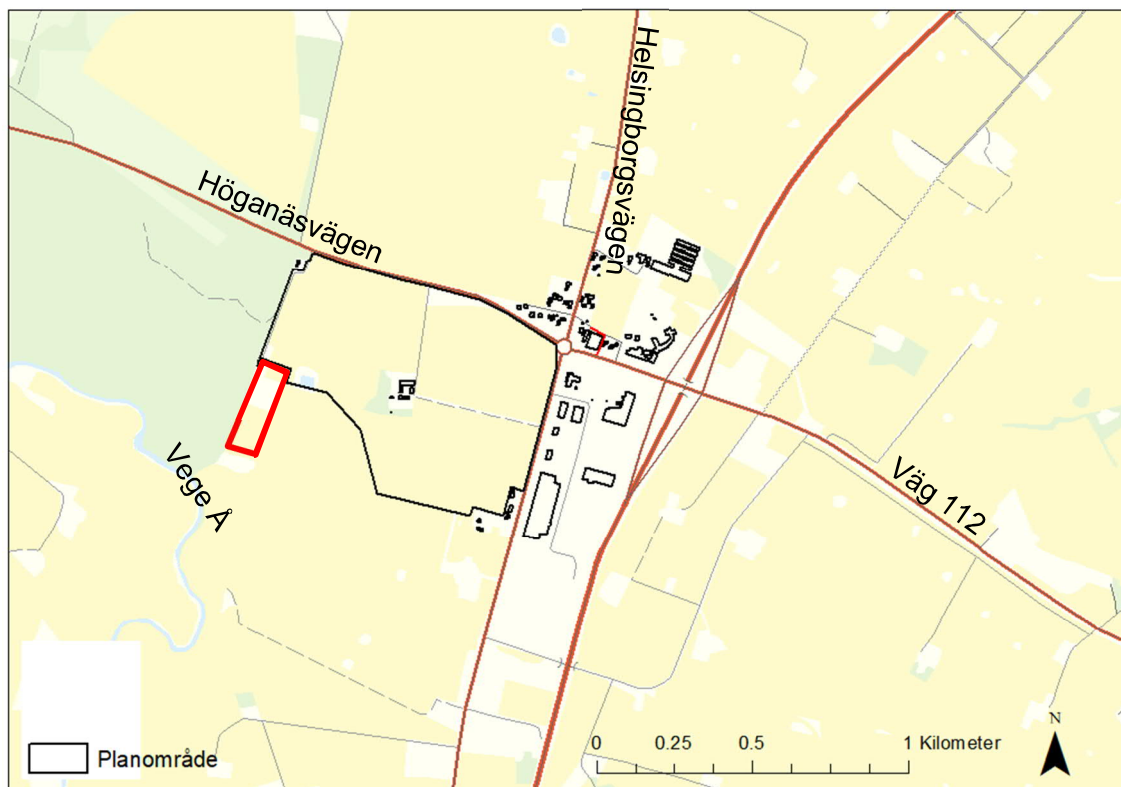 Helsingborgsvägen
Höganäsvägen
Vege Å
Väg 112
N
0 0.25 0.5 1 Kilometer
Planområde